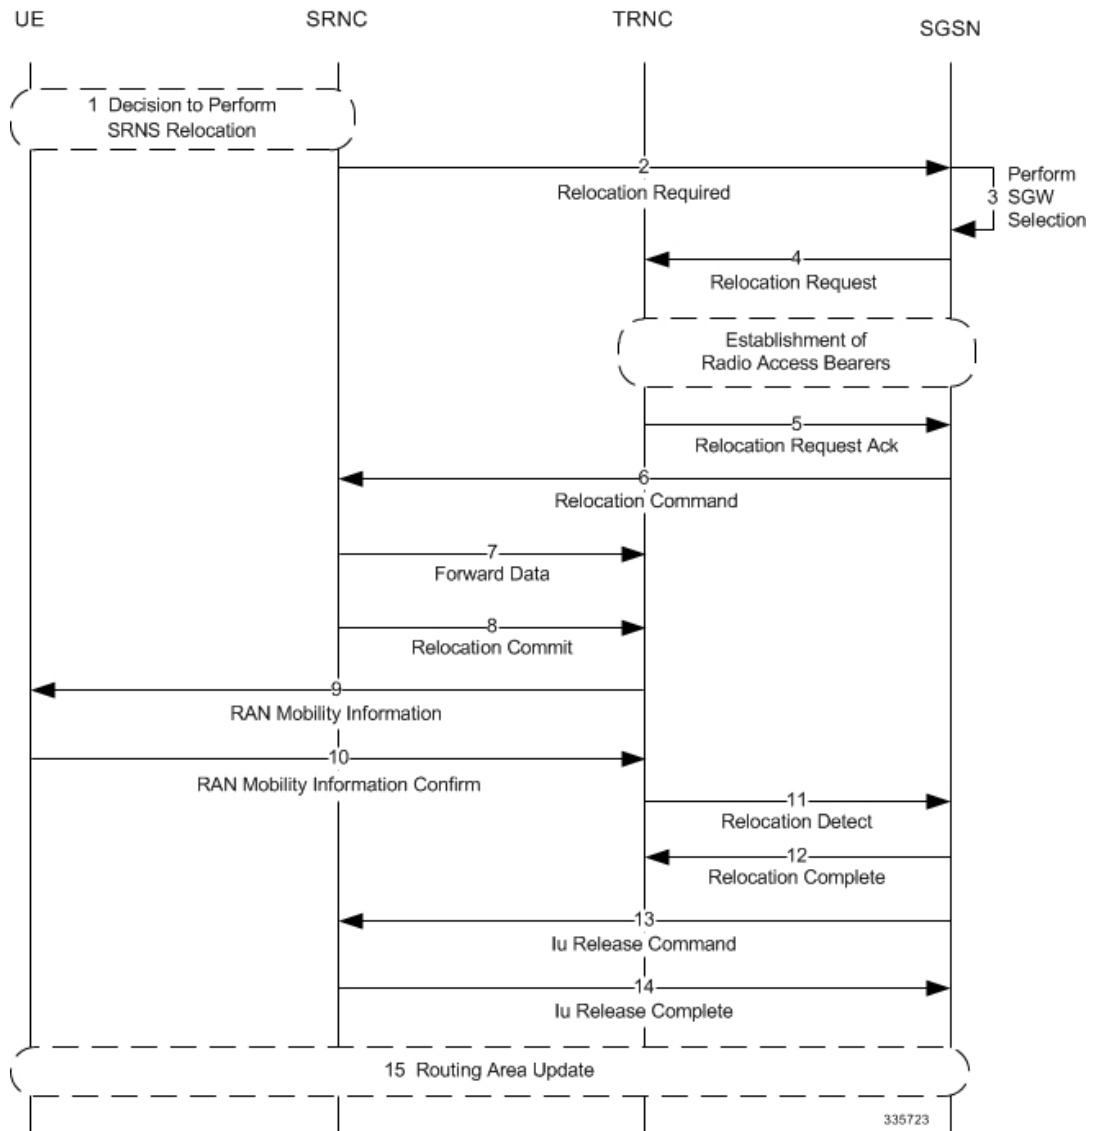 UE
SRNC
TRNC
SGSN
1 Decision to Perform
SRNS Relocation
2
Relocation Required
Perform
3 SGW
Selection
4
Relocation Request
Establishment of
Radio Access Bearers
5
Relocation Request Ack
6
Relocation Command
7
Forward Data
8
Relocation Commit
9
RAN Mobility Information
10
RAN Mobility Information Confirm
11
Relocation Detect
12
Relocation Complete
13
Iu Release Command
14
Iu Release Complete
15 Routing Area Update
335723